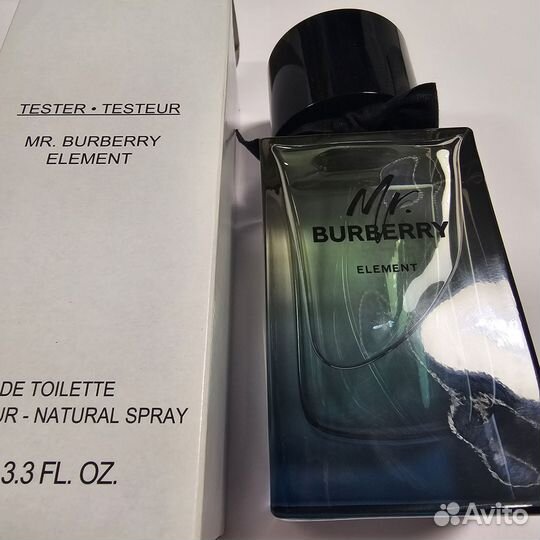 TESTER • TESTEUR
MR. BURBERRY
ELEMENT
DE TOILETTE
UR - NATURAL SPRAY
3.3 FL. OZ.
Mr.
BURBERRY
ELEMENT
Avito